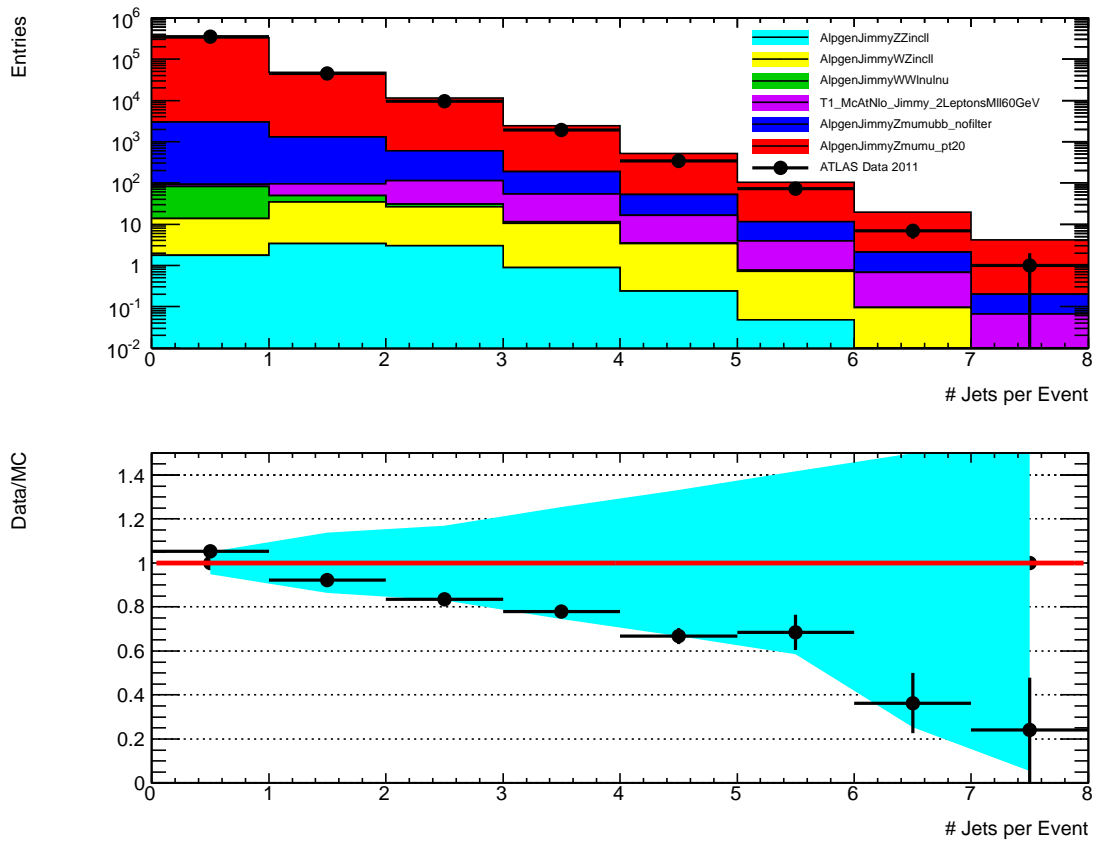 Entries
10^6
10^5
10^4
10^3
10^2
10
1
10^-1
10^-2
AlpgenJimmyZZincll
AlpgenJimmyWZincll
AlpgenJimmyWWlnulnu
T1_McAtNlo_Jimmy_2LeptonsMll60GeV
AlpgenJimmyZmumubb_nofilter
AlpgenJimmyZmumu_pt20
ATLAS Data 2011
0 1 2 3 4 5 6 7 8
# Jets per Event
Data/MC
1.4
1.2
1
0.8
0.6
0.4
0.2
0
0 1 2 3 4 5 6 7 8
# Jets per Event